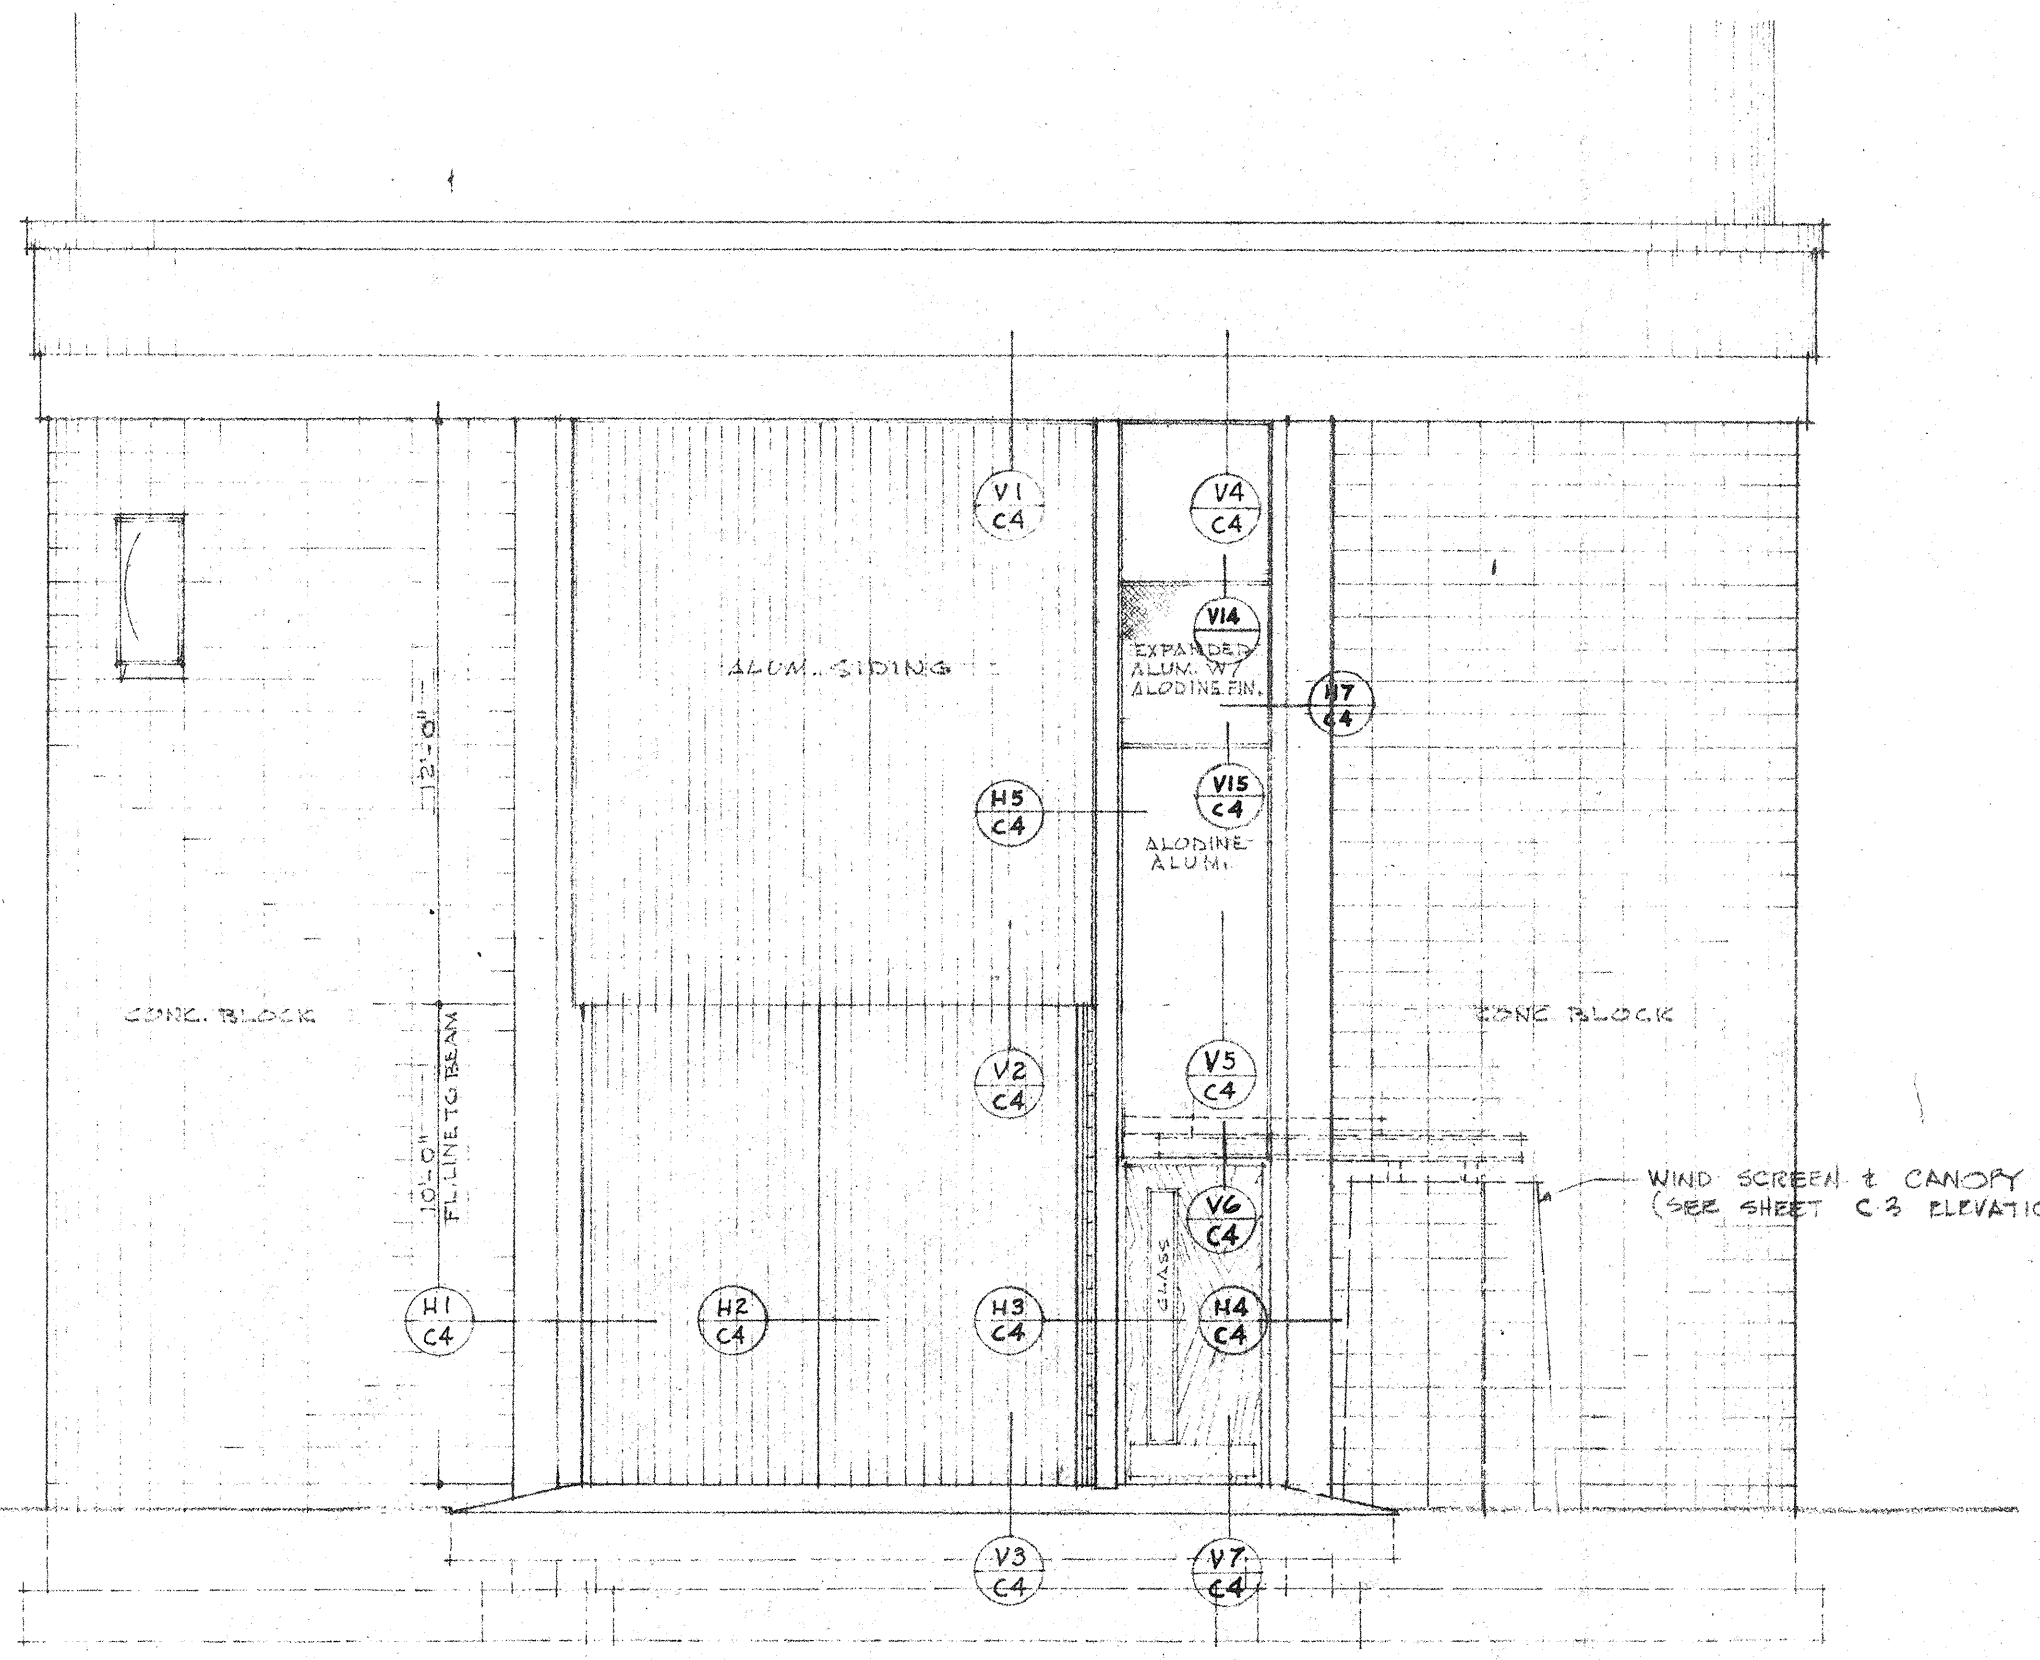 V1
C4
V4
C4
V14
EXPANDED
ALUM. W/
ALODINE FIN.
ALUM. SIDING
H7
C4
12'-0"
H5
C4
V15
C4
ALODINE
ALUM.
CONC. BLOCK
CONC BLOCK
10'-0"
FL. LINE TO BEAM
V2
C4
V5
C4
WIND SCREEN & CANOPY
(SEE SHEET C.3 ELEVATIO
V6
C4
GLASS
H1
C4
H2
C4
H3
C4
H4
C4
V3
C4
V7
C4